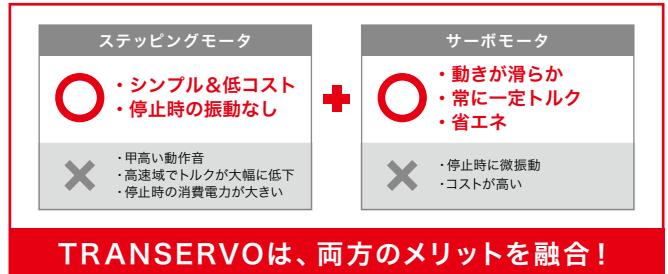 ステッピングモータ
・シンプル&低コスト
・停止時の振動なし
・甲高い動作音
・高速域でトルクが大幅に低下
・停止時の消費電力が大きい
サーボモータ
・動きが滑らか
・常に一定トルク
・省エネ
・停止時に微振動
・コストが高い
TRANSERVOは、両方のメリットを融合！